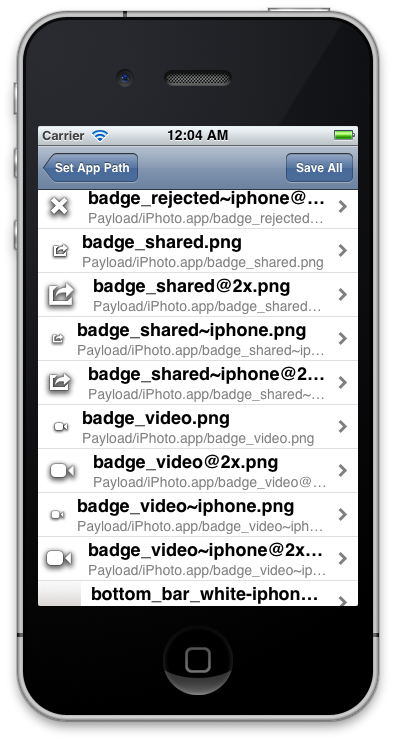 Carrier 12:04 AM
Set App Path Save All
badge_rejected~iphone@...
Payload/iPhoto.app/badge_rejected...
badge_shared.png
Payload/iPhoto.app/badge_shared.png
badge_shared@2x.png
Payload/iPhoto.app/badge_shared...
badge_shared~iphone.png
Payload/iPhoto.app/badge_shared~ip...
badge_shared~iphone@2...
Payload/iPhoto.app/badge_shared~...
badge_video.png
Payload/iPhoto.app/badge_video.png
badge_video@2x.png
Payload/iPhoto.app/badge_video@...
badge_video~iphone.png
Payload/iPhoto.app/badge_video~iph...
badge_video~iphone@2x...
Payload/iPhoto.app/badge_video~ip...
bottom_bar_white-iphon...